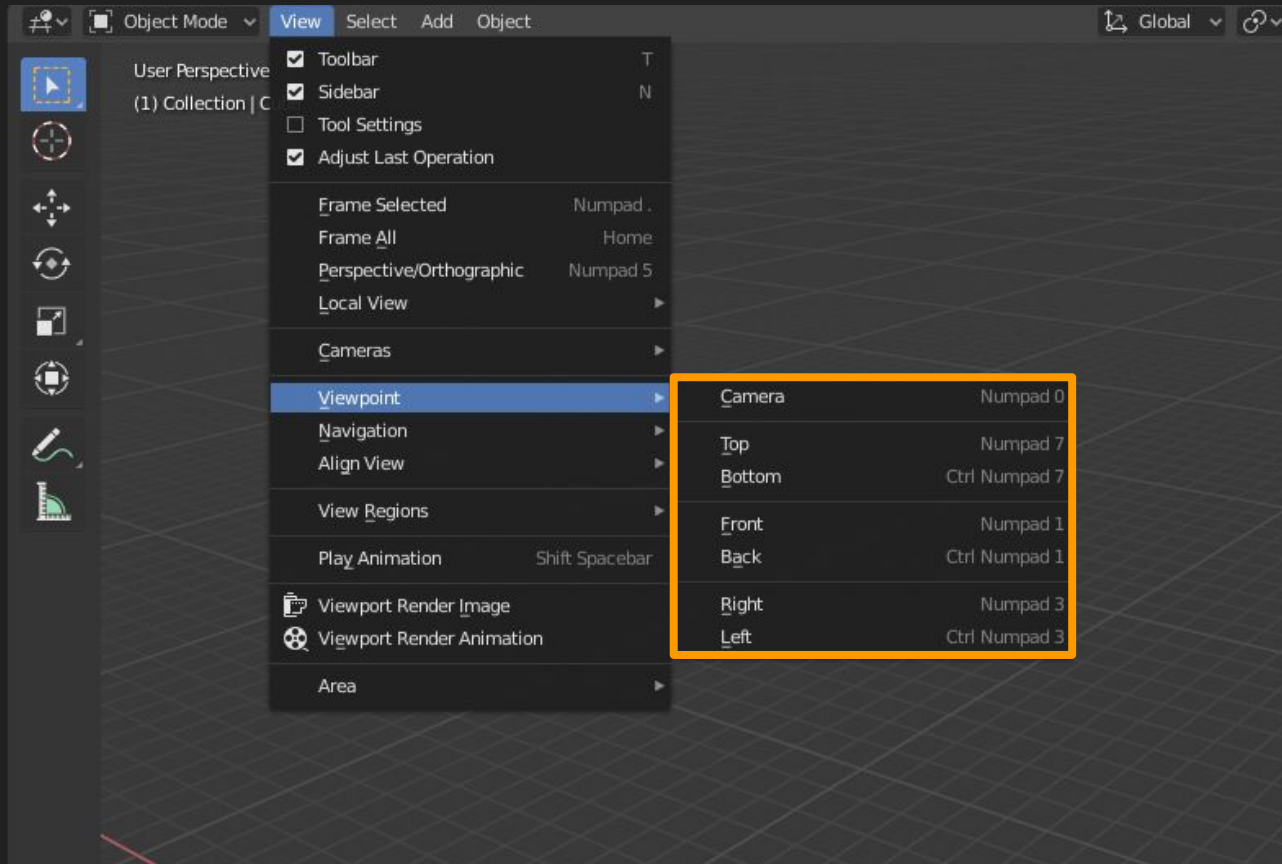 Object Mode View Select Add Object Global
User Perspective
(1) Collection | C
Toolbar T
Sidebar N
Tool Settings
Adjust Last Operation
Frame Selected Numpad .
Frame All Home
Perspective/Orthographic Numpad 5
Local View
Cameras
Viewpoint
Navigation
Align View
View Regions
Play Animation Shift Spacebar
Viewport Render Image
Viewport Render Animation
Area
Camera Numpad 0
Top Numpad 7
Bottom Ctrl Numpad 7
Front Numpad 1
Back Ctrl Numpad 1
Right Numpad 3
Left Ctrl Numpad 3